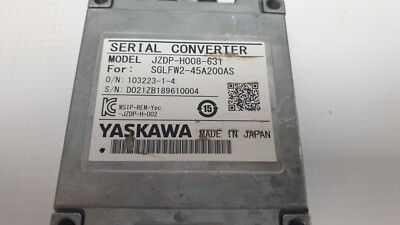 SERIAL CONVERTER
MODEL JZDP-H008-631
For: SGLFW2-45A200AS
O/N: 103223-1-4
S/N: D021ZB189610004
MSIP-REM-Yec
-JZDP-H-002
15
YASKAWA MADE IN JAPAN